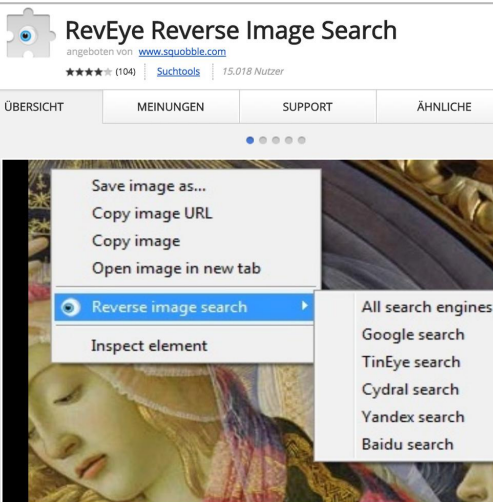 RevEye Reverse Image Search
angeboten von www.squobble.com
(104) Suchtools 15.018 Nutzer
ÜBERSICHT MEINUNGEN SUPPORT ÄHNLICHE
Save image as...
Copy image URL
Copy image
Open image in new tab
Reverse image search
Inspect element
All search engines
Google search
TinEye search
Cydral search
Yandex search
Baidu search